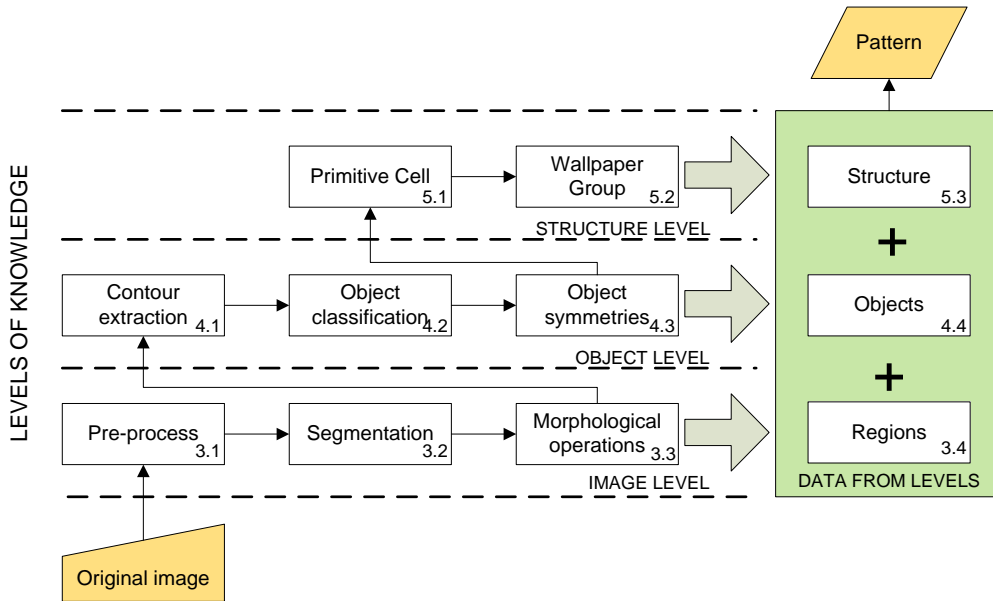 Pattern
LEVELS OF KNOWLEDGE
Primitive Cell
5.1
Wallpaper
Group
5.2
Structure
5.3
STRUCTURE LEVEL
+
Contour
extraction
4.1
Object
classification
4.2
Object
symmetries
4.3
Objects
4.4
OBJECT LEVEL
+
Pre-process
3.1
Segmentation
3.2
Morphological
operations
3.3
Regions
3.4
IMAGE LEVEL
DATA FROM LEVELS
Original image